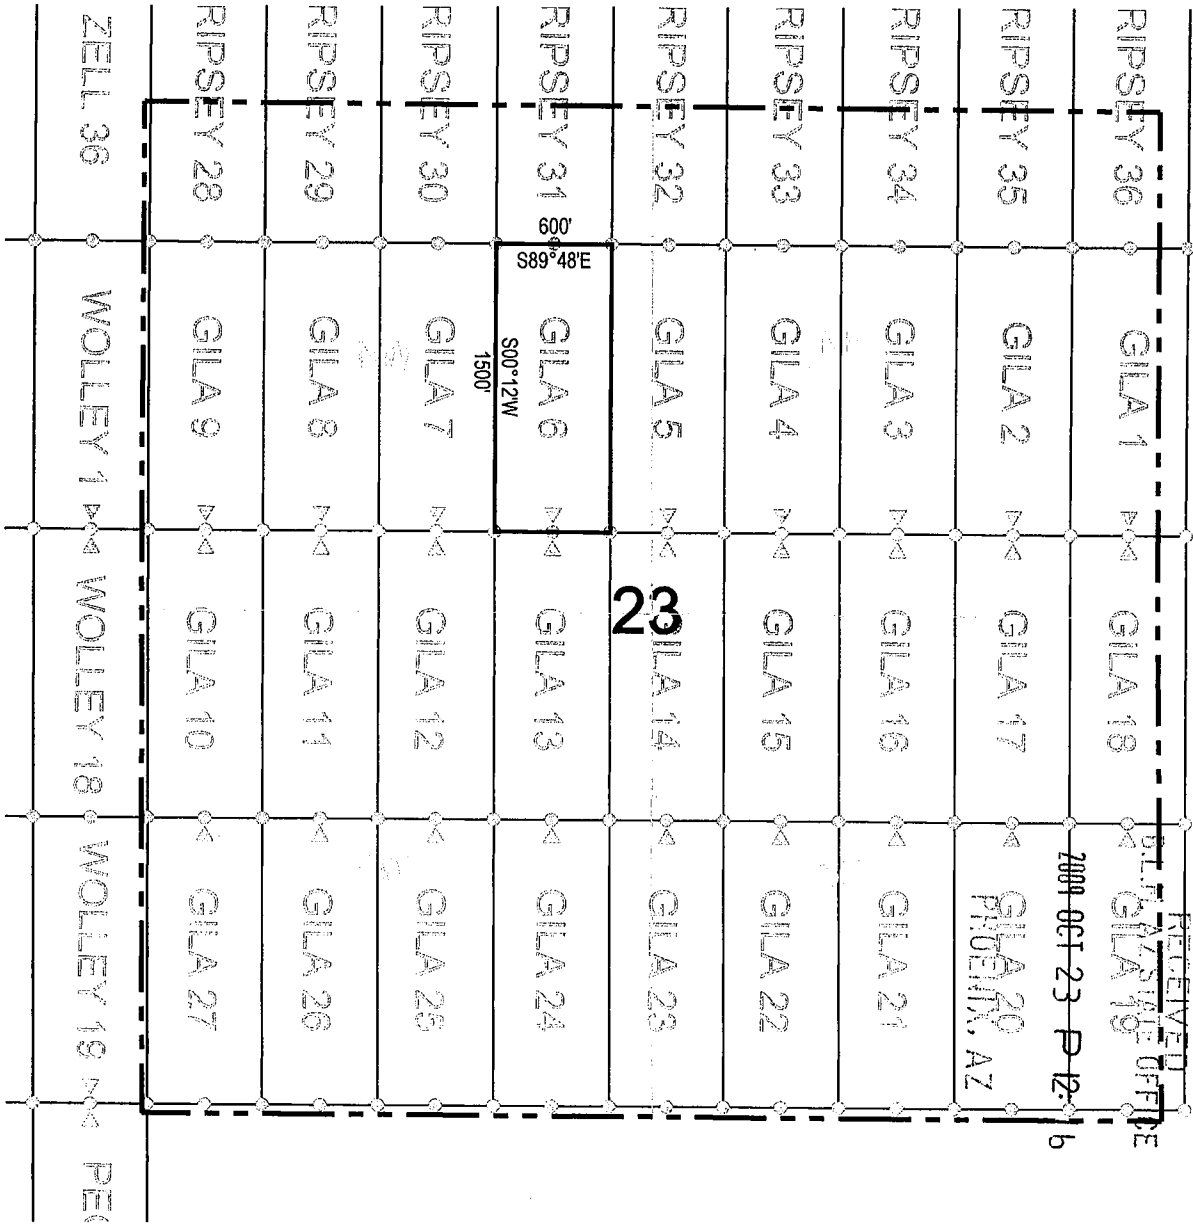 ZELL 36
RIPSEY 28
RIPSEY 29
RIPSEY 30
RIPSEY 31
RIPSEY 32
RIPSEY 33
RIPSEY 34
RIPSEY 35
RIPSEY 36
600'
S89°48'E
WOLLEY 1
GILA 9
GILA 8
GILA 7
S00°12'W
1500'
GILA 6
GILA 5
GILA 4
GILA 3
GILA 2
GILA 1
23
WOLLEY 18
GILA 10
GILA 11
GILA 12
GILA 13
GILA 14
GILA 15
GILA 16
GILA 17
GILA 18
WOLLEY 19
GILA 27
GILA 26
GILA 25
GILA 24
GILA 23
GILA 22
GILA 21
GILA 20
GILA 19
RECEIVED
B.L.M. AZ STATE OFFICE
OCT 23 P 12:
PHOENIX, AZ